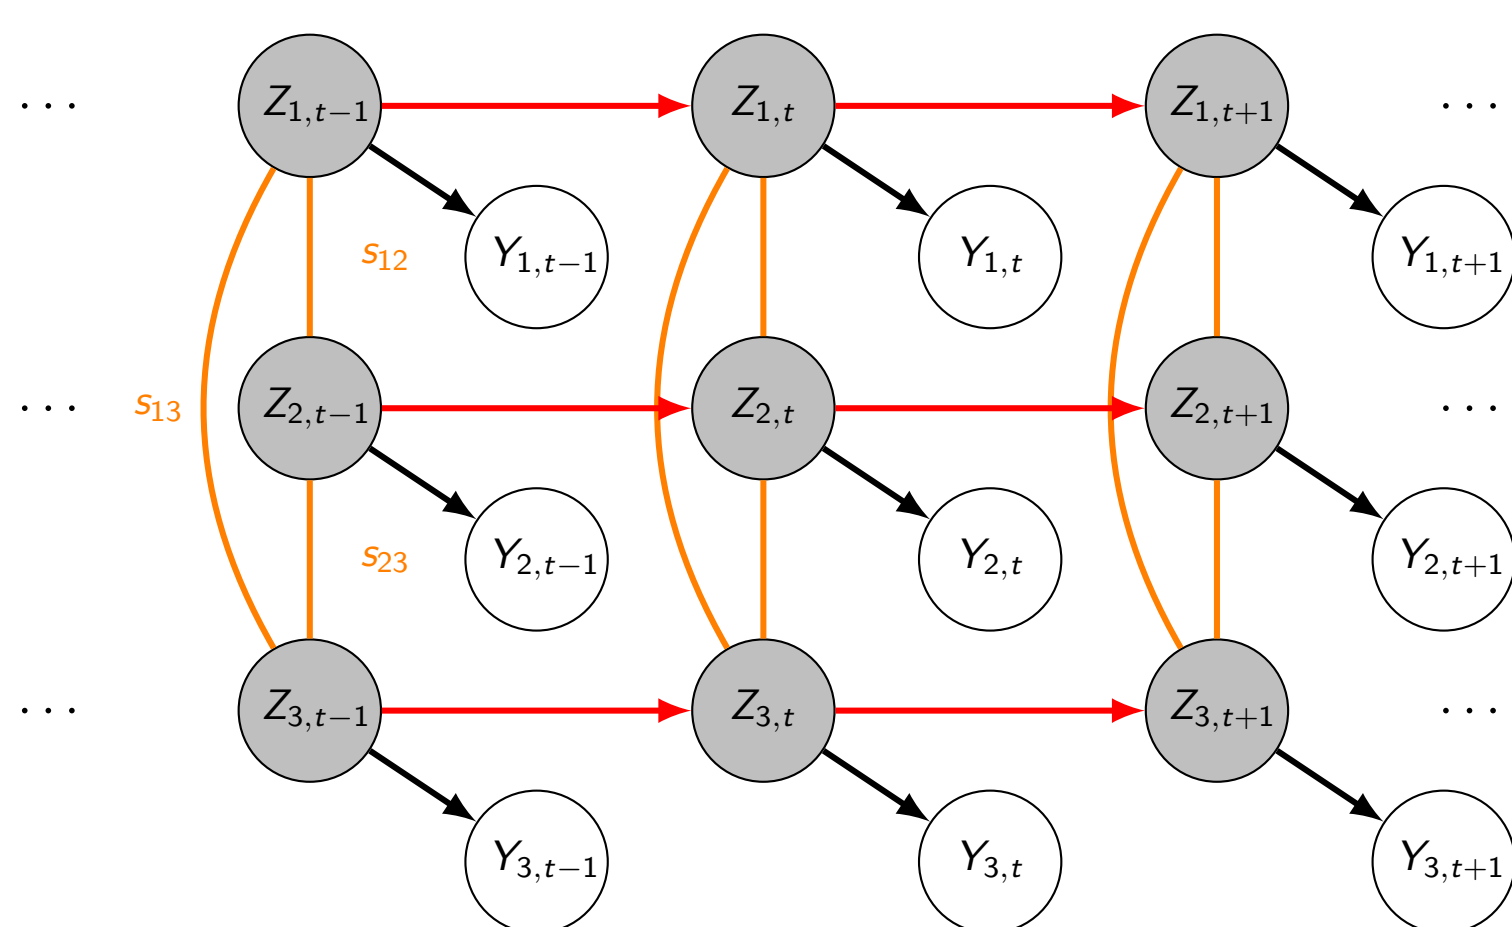 … Z₁,ₜ₋₁ Z₁,ₜ Z₁,ₜ₊₁ …
s₁₂ Y₁,ₜ₋₁ Y₁,ₜ Y₁,ₜ₊₁
… s₁₃ Z₂,ₜ₋₁ Z₂,ₜ Z₂,ₜ₊₁ …
s₂₃ Y₂,ₜ₋₁ Y₂,ₜ Y₂,ₜ₊₁
… Z₃,ₜ₋₁ Z₃,ₜ Z₃,ₜ₊₁ …
Y₃,ₜ₋₁ Y₃,ₜ Y₃,ₜ₊₁